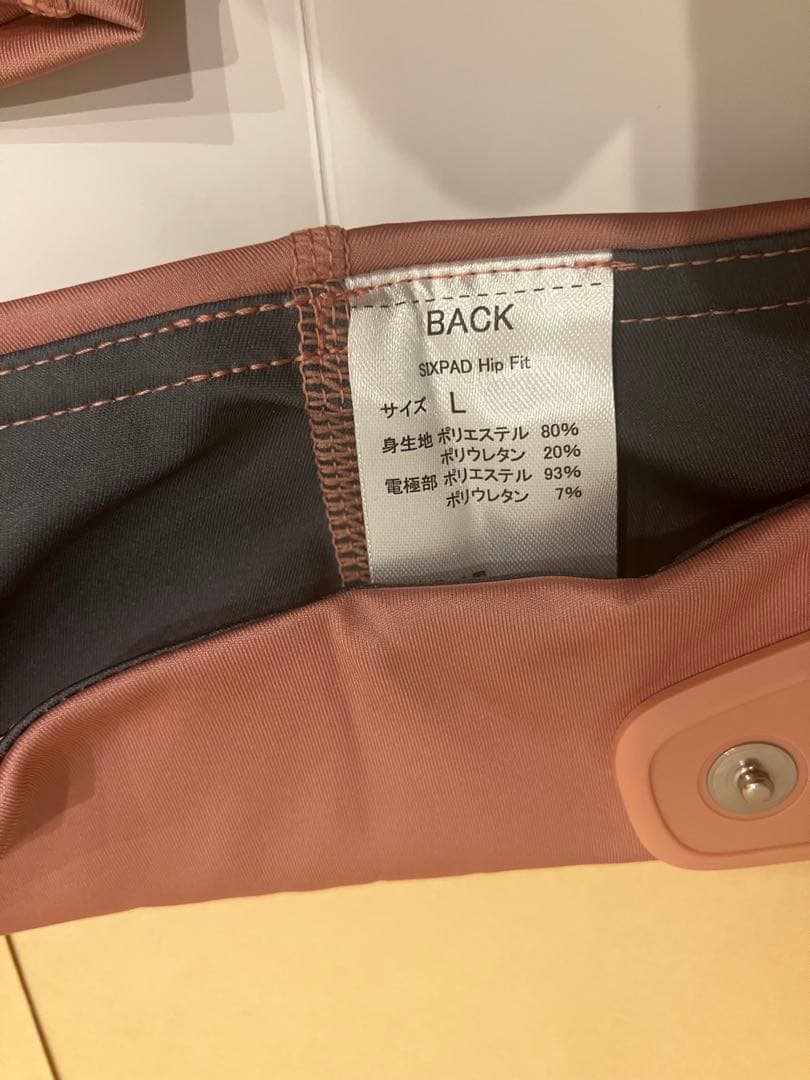 BACK
SIXPAD Hip Fit
サイズ L
身生地 ポリエステル 80%
ポリウレタン 20%
電極部 ポリエステル 93%
ポリウレタン 7%